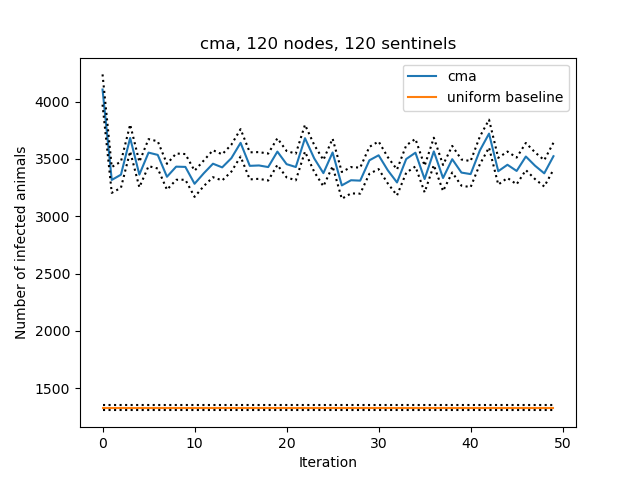 cma, 120 nodes, 120 sentinels
cma
uniform baseline
Number of infected animals
4000
3500
3000
2500
2000
1500
0 10 20 30 40 50
Iteration